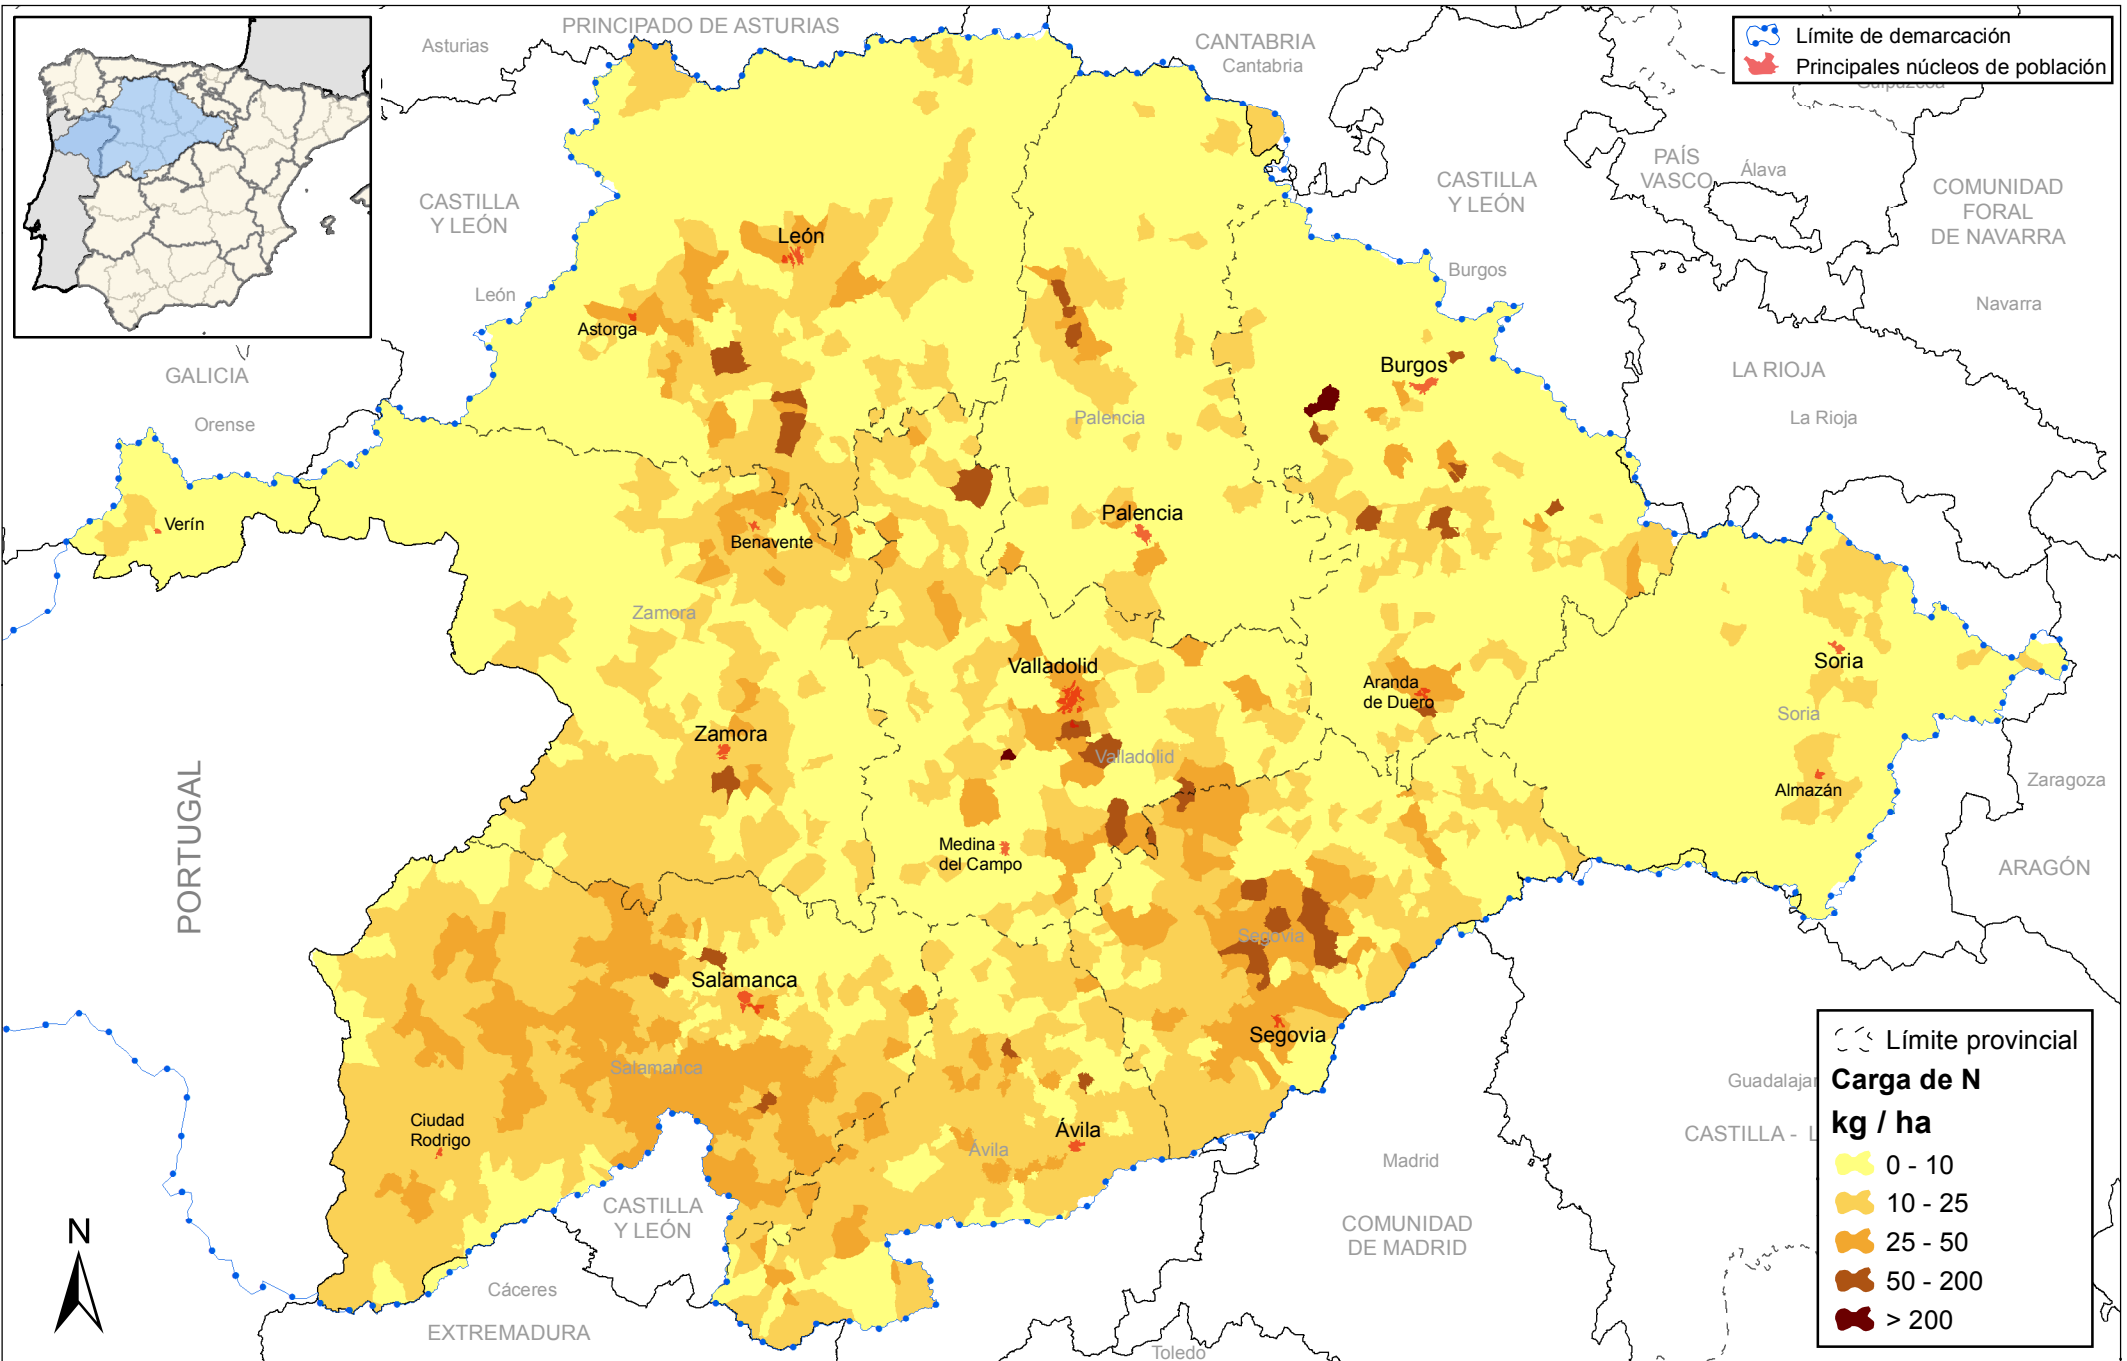 PRINCIPADO DE ASTURIAS
Asturias
CANTABRIA
Cantabria
Límite de demarcación
Principales núcleos de población
Guipúzcoa
PAÍS
VASCO
Álava
CASTILLA
Y LEÓN
COMUNIDAD
FORAL
DE NAVARRA
CASTILLA
Y LEÓN
León
Burgos
León
Navarra
Astorga
Burgos
GALICIA
LA RIOJA
Orense
Palencia
La Rioja
Verín
Palencia
Benavente
Zamora
Valladolid
Soria
Aranda
de Duero
Soria
Zamora
Valladolid
Zaragoza
Almazán
PORTUGAL
Medina
del Campo
ARAGÓN
Segovia
Salamanca
Segovia
Salamanca
Límite provincial
Guadalajar
Carga de N
kg / ha
Ciudad
Rodrigo
Ávila
Ávila
CASTILLA - L
Madrid
0 - 10
10 - 25
25 - 50
50 - 200
> 200
CASTILLA
Y LEÓN
COMUNIDAD
DE MADRID
N
Cáceres
EXTREMADURA
Toledo